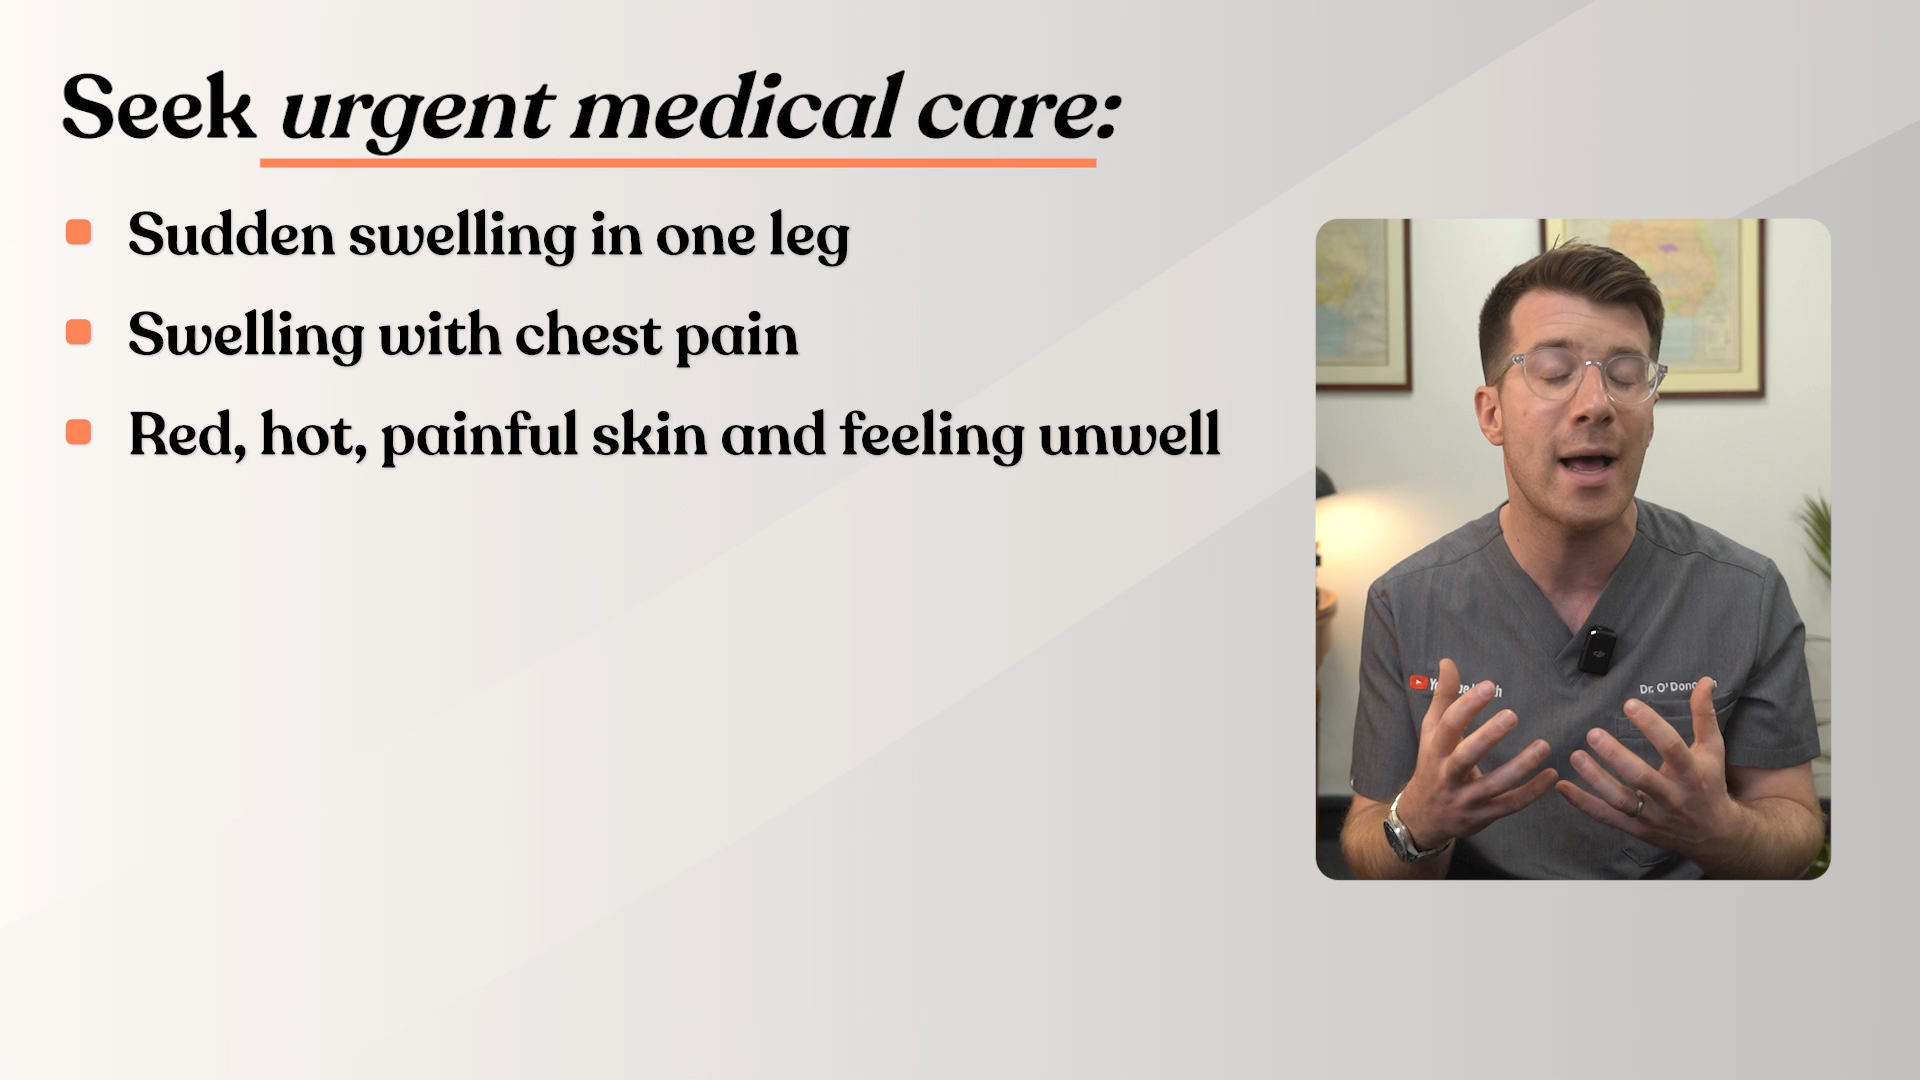 Seek urgent medical care:
Sudden swelling in one leg
Swelling with chest pain
Red, hot, painful skin and feeling unwell
Dr.